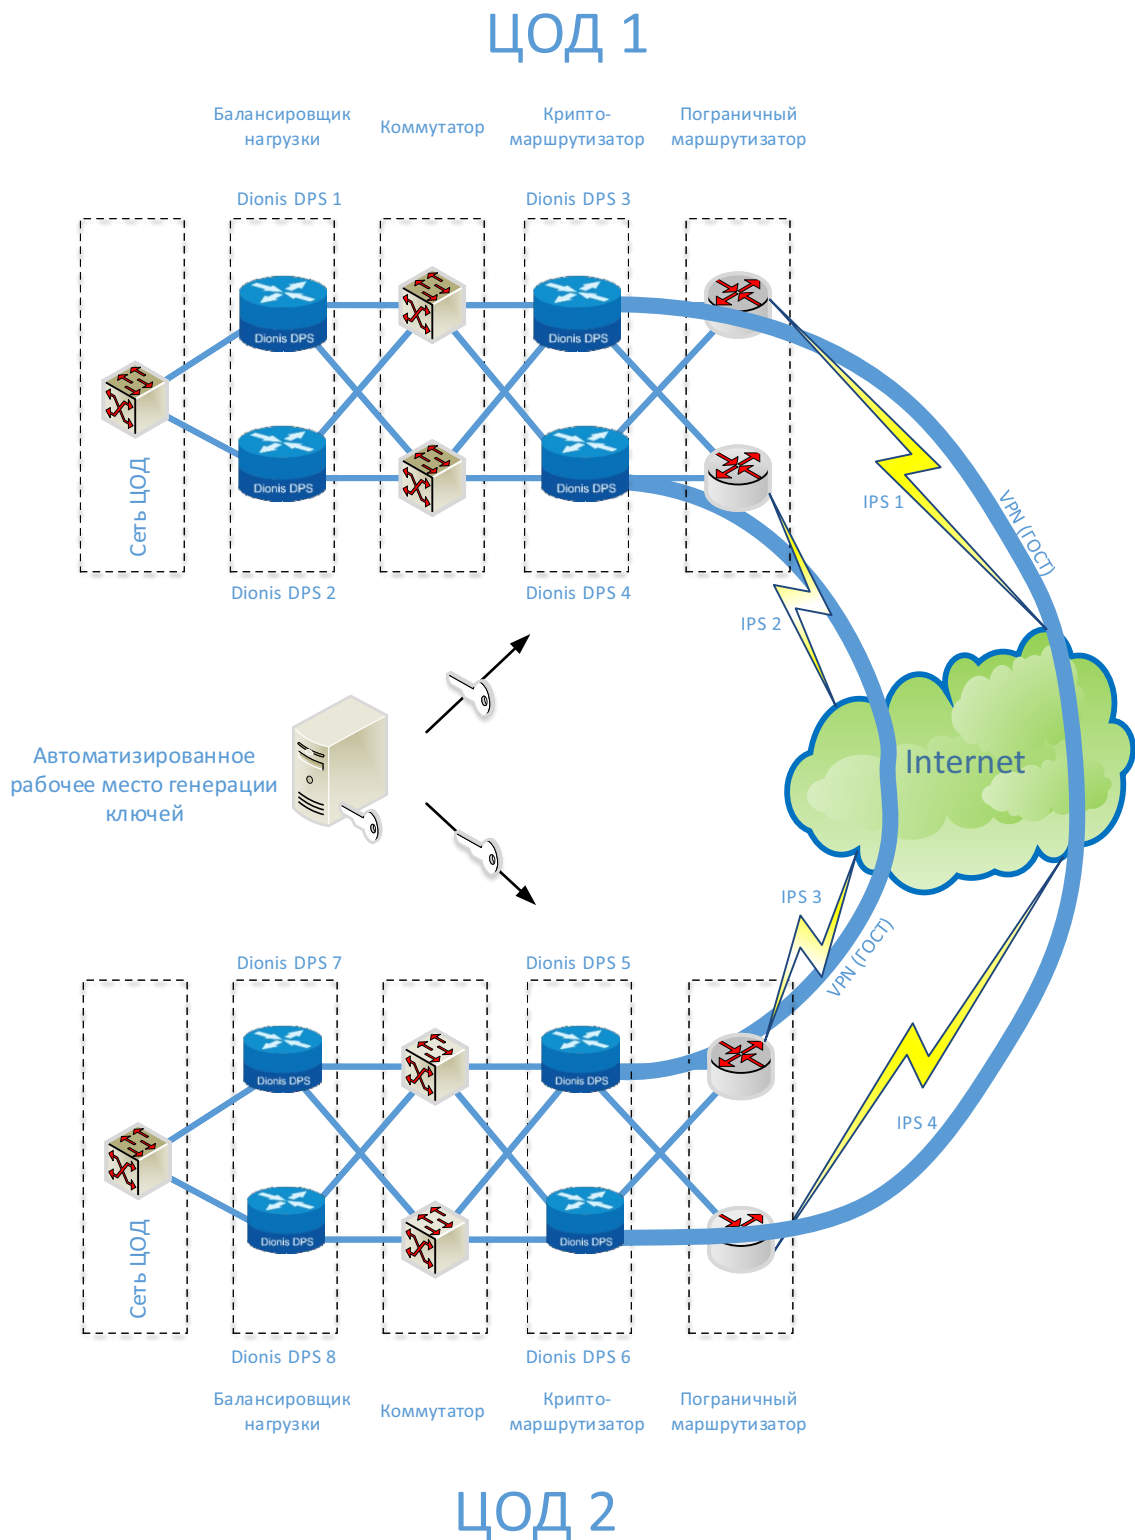 ЦОД 1
Балансировщик
нагрузки
Коммутатор
Крипто-
маршрутизатор
Пограничный
маршрутизатор
Dionis DPS 1
Dionis DPS 3
Dionis DPS
Dionis DPS
Dionis DPS
Dionis DPS
Сеть ЦОД
IPS 1
VPN (ГОСТ)
Dionis DPS 2
Dionis DPS 4
IPS 2
Автоматизированное
рабочее место генерации
ключей
Internet
IPS 3
VPN (ГОСТ)
Dionis DPS 7
Dionis DPS 5
Dionis DPS
Dionis DPS
IPS 4
Dionis DPS
Dionis DPS
Сеть ЦОД
Dionis DPS 8
Dionis DPS 6
Балансировщик
нагрузки
Коммутатор
Крипто-
маршрутизатор
Пограничный
маршрутизатор
ЦОД 2